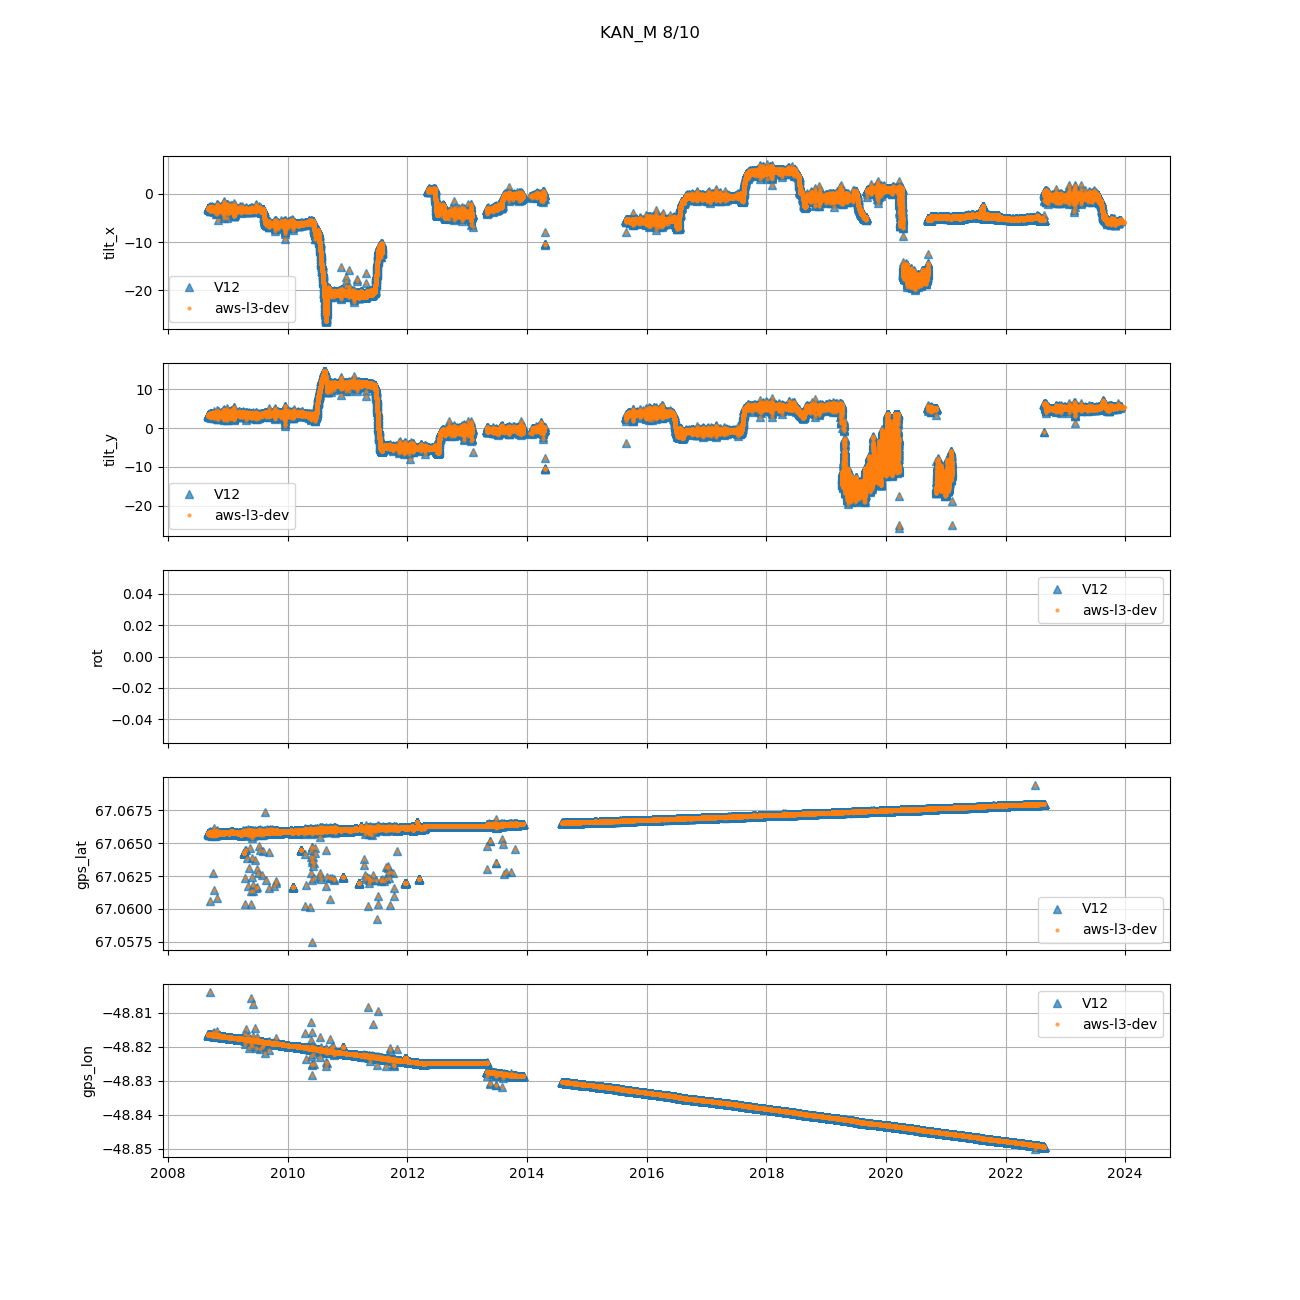 KAN_M 8/10
0
−10
−20
tilt_x
V12
aws-l3-dev
10
0
−10
−20
tilt_y
V12
aws-l3-dev
0.04
0.02
0.00
−0.02
−0.04
rot
V12
aws-l3-dev
67.0675
67.0650
67.0625
67.0600
67.0575
gps_lat
V12
aws-l3-dev
−48.81
−48.82
−48.83
−48.84
−48.85
gps_lon
V12
aws-l3-dev
2008 2010 2012 2014 2016 2018 2020 2022 2024